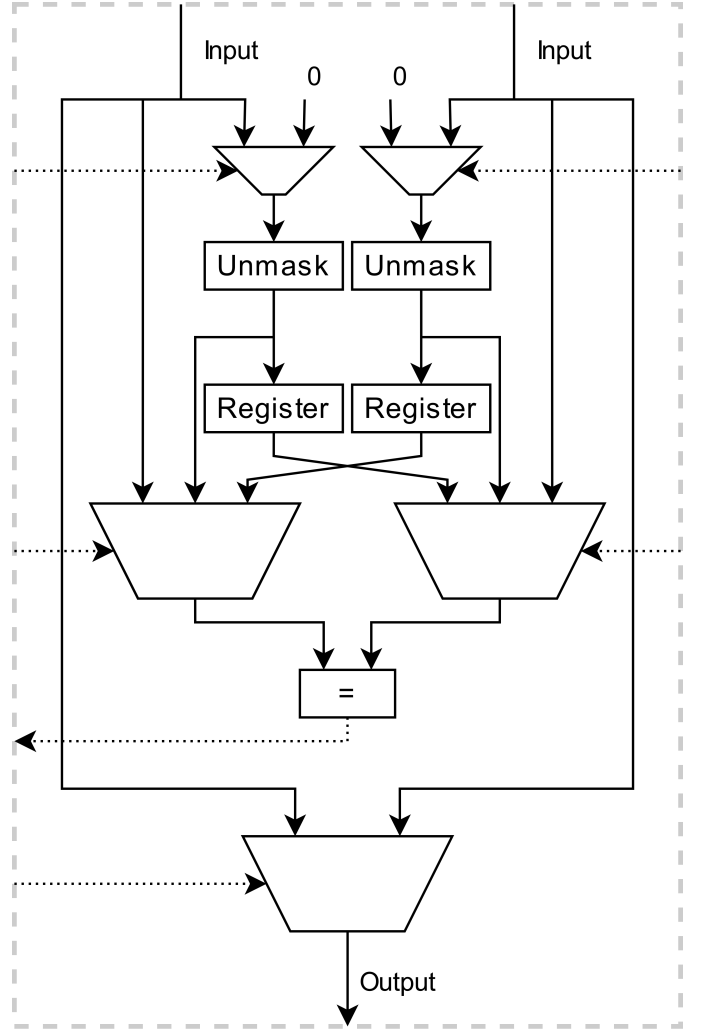 Input
Input
0
0
Unmask
Unmask
Register
Register
=
Output